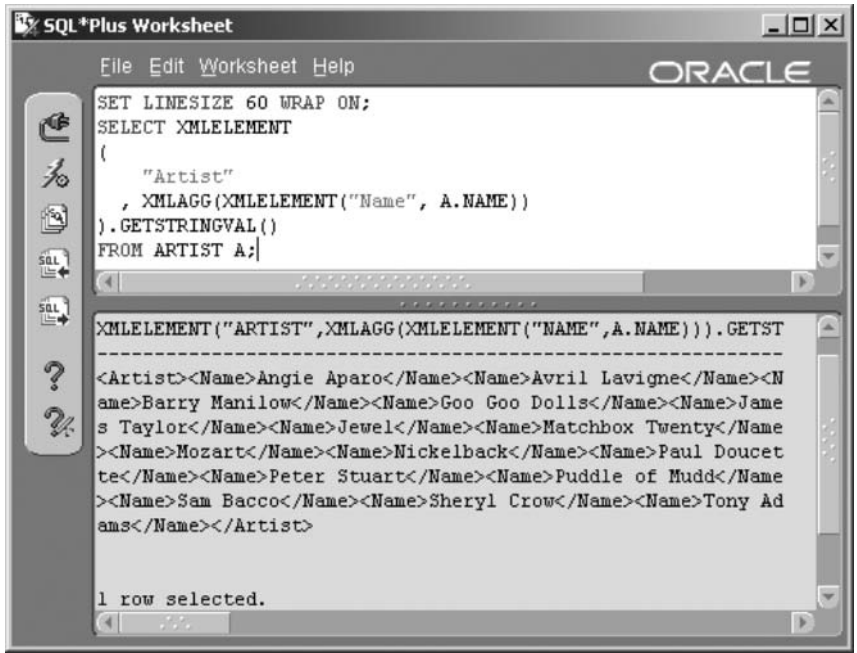 SQL*Plus Worksheet
File Edit Worksheet Help
ORACLE
SET LINESIZE 60 WRAP ON;
SELECT XMLELEMENT
(
"Artist"
, XMLAGG(XMLELEMENT("Name", A.NAME))
).GETSTRINGVAL()
FROM ARTIST A;
SQL
SQL
XMLELEMENT("ARTIST",XMLAGG(XMLELEMENT("NAME",A.NAME))).GETST
------------------------------------------------------------
<Artist><Name>Angie Aparo</Name><Name>Avril Lavigne</Name><N
ame>Barry Manilow</Name><Name>Goo Goo Dolls</Name><Name>Jame
s Taylor</Name><Name>Jewel</Name><Name>Matchbox Twenty</Name
><Name>Mozart</Name><Name>Nickelback</Name><Name>Paul Doucet
te</Name><Name>Peter Stuart</Name><Name>Puddle of Mudd</Name
><Name>Sam Bacco</Name><Name>Sheryl Crow</Name><Name>Tony Ad
ams</Name></Artist>
1 row selected.